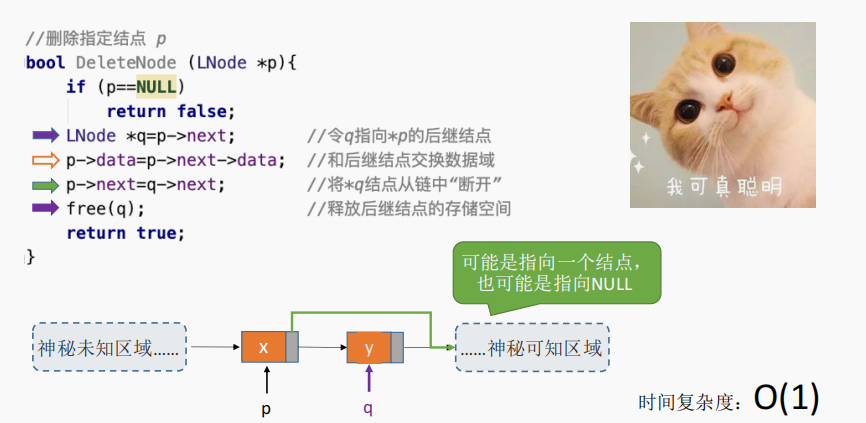 //删除指定结点 p
bool DeleteNode (LNode *p){
if (p==NULL)
return false;
LNode *q=p->next; //令q指向*p的后继结点
p->data=p->next->data; //和后继结点交换数据域
p->next=q->next; //将*q结点从链中“断开”
free(q); //释放后继结点的存储空间
return true;
}
我可真聪明
可能是指向一个结点，
也可能是指向NULL
神秘未知区域…… x y ……神秘可知区域
p q
时间复杂度：O(1)